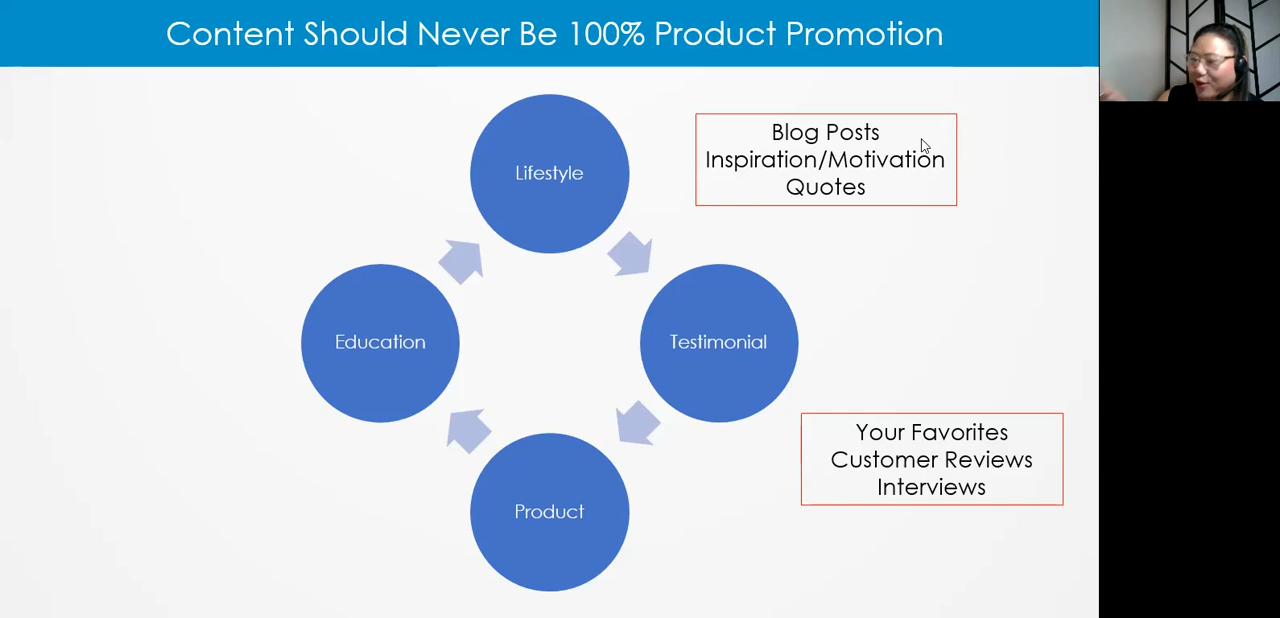 Content Should Never Be 100% Product Promotion
Lifestyle
Blog Posts
Inspiration/Motivation
Quotes
Education
Testimonial
Your Favorites
Customer Reviews
Interviews
Product